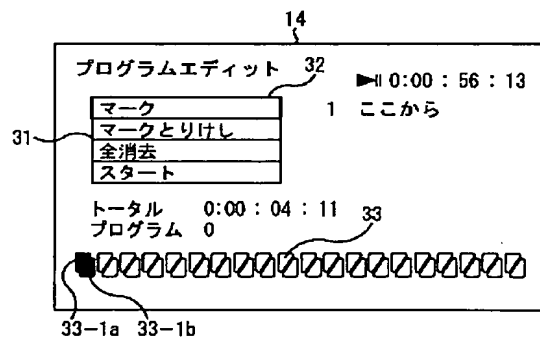 14
プログラムエディット
32
▶II 0:00 : 56 : 13
マーク
1 ここから
31
マークとりけし
全消去
スタート
トータル 0:00 : 04 : 11
33
プログラム 0
33-1a 33-1b